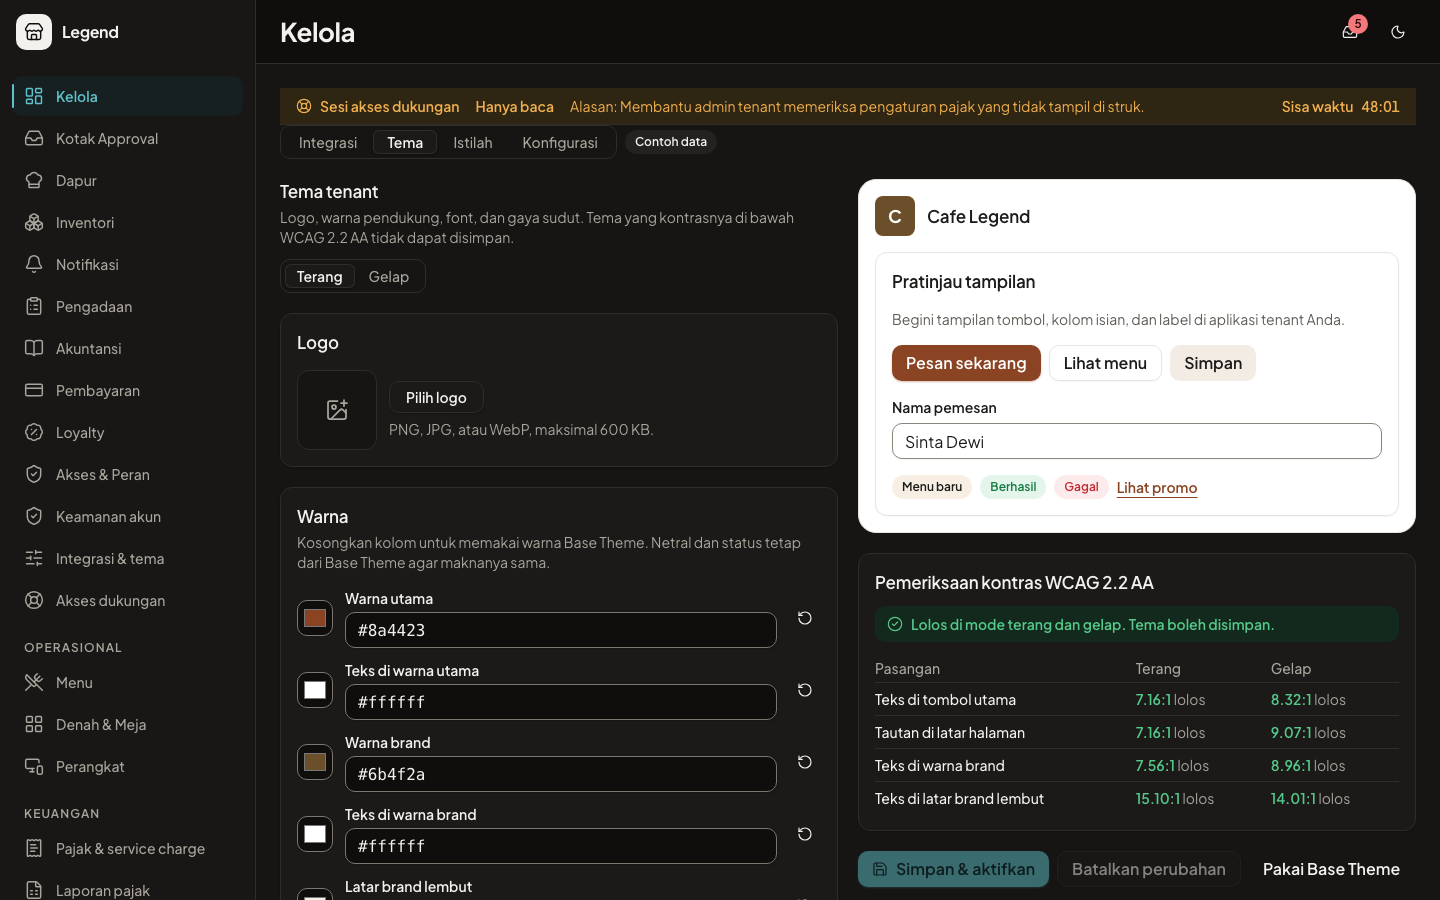 Legend
Kelola
5
Kelola
Kotak Approval
Dapur
Inventori
Notifikasi
Pengadaan
Akuntansi
Pembayaran
Loyalty
Akses & Peran
Keamanan akun
Integrasi & tema
Akses dukungan
OPERASIONAL
Menu
Denah & Meja
Perangkat
KEUANGAN
Pajak & service charge
Laporan pajak
Sesi akses dukungan Hanya baca Alasan: Membantu admin tenant memeriksa pengaturan pajak yang tidak tampil di struk. Sisa waktu 48:01
Integrasi Tema Istilah Konfigurasi Contoh data
Tema tenant
Logo, warna pendukung, font, dan gaya sudut. Tema yang kontrasnya di bawah
WCAG 2.2 AA tidak dapat disimpan.
Terang Gelap
Logo
Pilih logo
PNG, JPG, atau WebP, maksimal 600 KB.
Warna
Kosongkan kolom untuk memakai warna Base Theme. Netral dan status tetap
dari Base Theme agar maknanya sama.
Warna utama
#8a4423
Teks di warna utama
#ffffff
Warna brand
#6b4f2a
Teks di warna brand
#ffffff
Latar brand lembut
C Cafe Legend
Pratinjau tampilan
Begini tampilan tombol, kolom isian, dan label di aplikasi tenant Anda.
Pesan sekarang Lihat menu Simpan
Nama pemesan
Sinta Dewi
Menu baru Berhasil Gagal Lihat promo
Pemeriksaan kontras WCAG 2.2 AA
Lolos di mode terang dan gelap. Tema boleh disimpan.
Pasangan Terang Gelap
Teks di tombol utama 7.16:1 lolos 8.32:1 lolos
Tautan di latar halaman 7.16:1 lolos 9.07:1 lolos
Teks di warna brand 7.56:1 lolos 8.96:1 lolos
Teks di latar brand lembut 15.10:1 lolos 14.01:1 lolos
Simpan & aktifkan Batalkan perubahan Pakai Base Theme